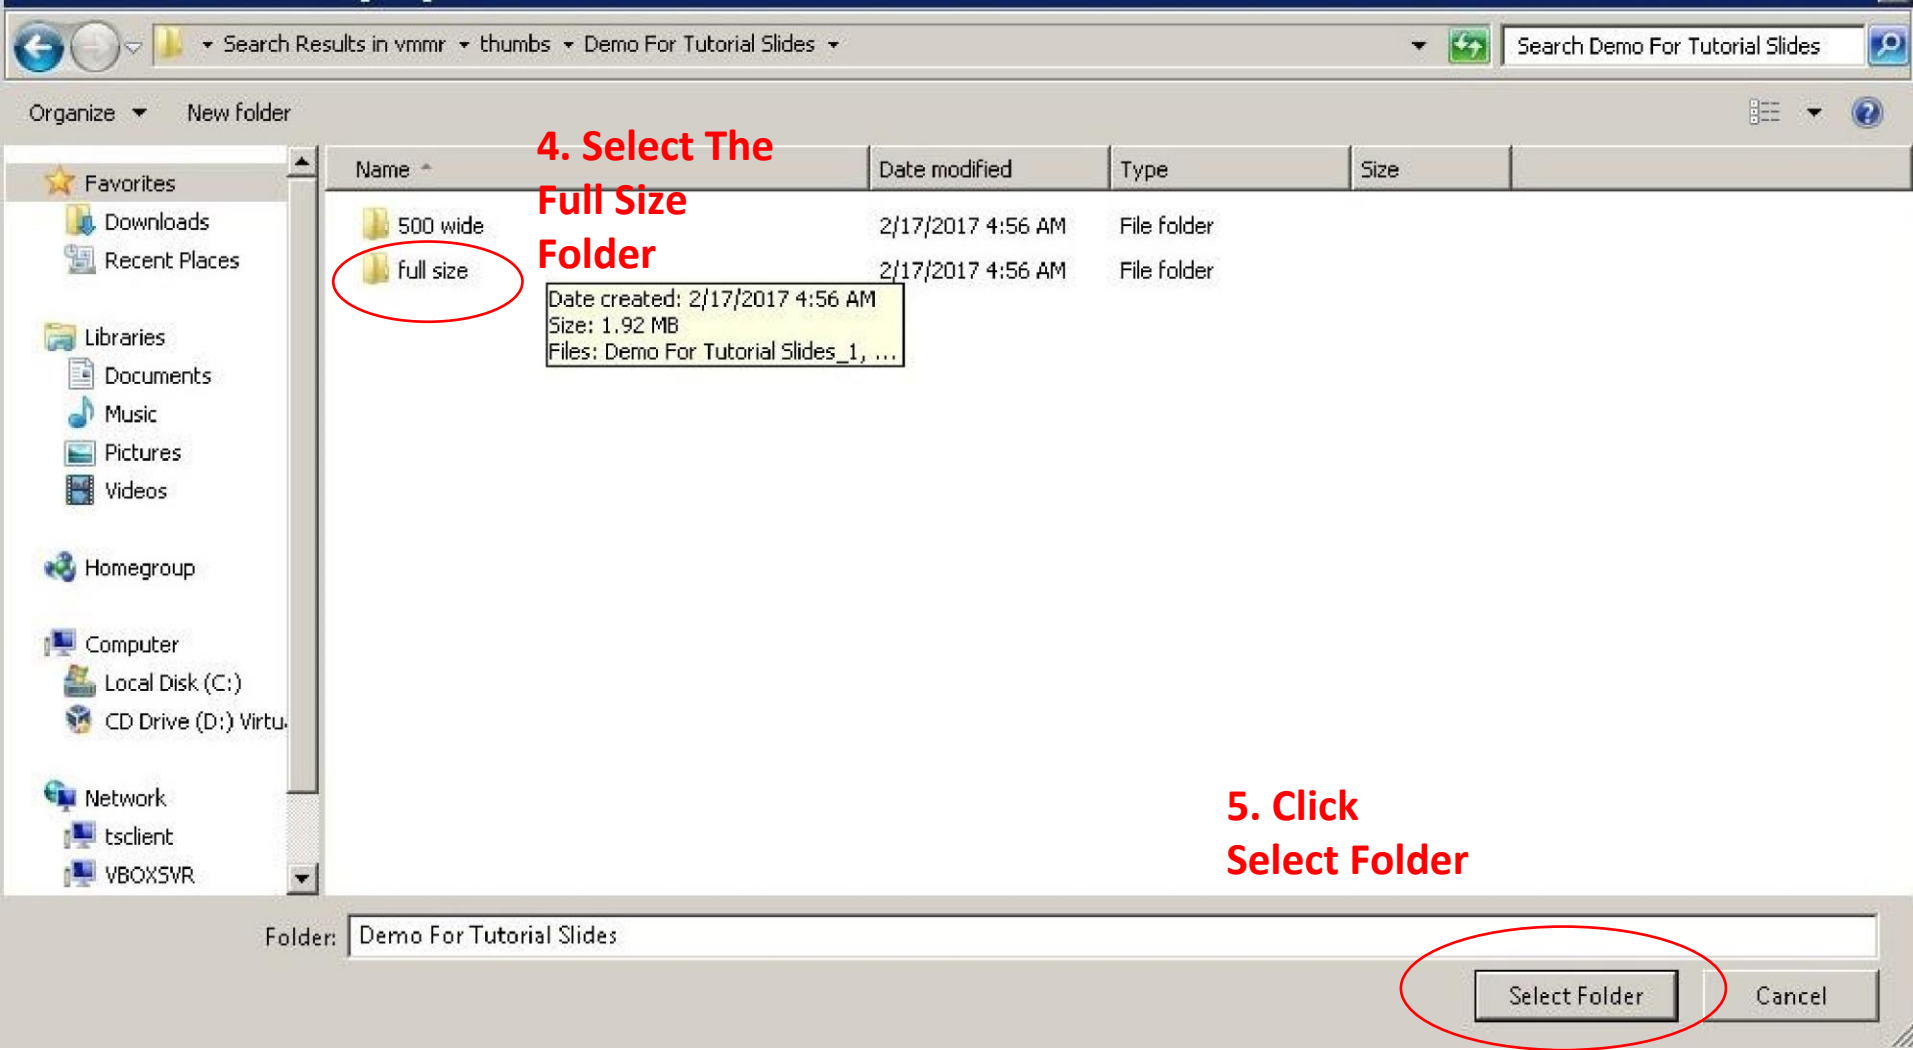 Search Results in vmmr
thumbs
Demo For Tutorial Slides
Search Demo For Tutorial Slides
Organize
New folder
4. Select The
Full Size
Folder
Name
Date modified
Type
Size
Favorites
Downloads
Recent Places
Libraries
Documents
Music
Pictures
Videos
Homegroup
Computer
Local Disk (C:)
CD Drive (D:) Virtu
Network
tsclient
VBOXSVR
500 wide 2/17/2017 4:56 AM File folder
full size 2/17/2017 4:56 AM File folder
Date created: 2/17/2017 4:56 AM
Size: 1.92 MB
Files: Demo For Tutorial Slides_1, ...
5. Click
Select Folder
Folder: Demo For Tutorial Slides
Select Folder
Cancel